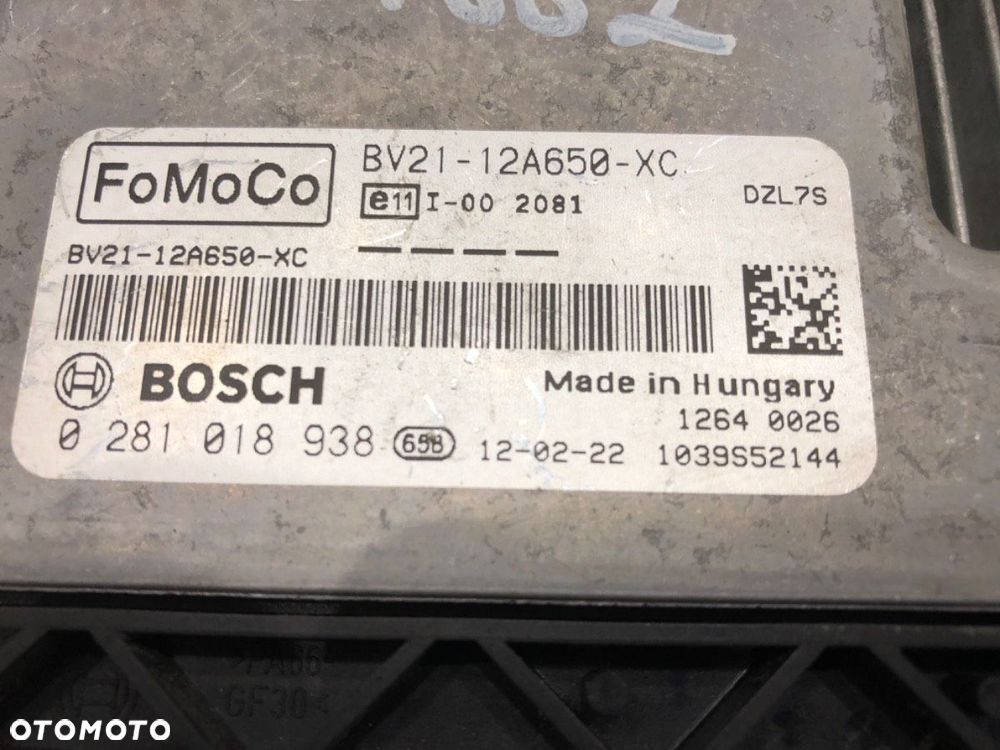 FoMoCo
BV21-12A650-XC
e11 I-00 2081
DZL7S
BV21-12A650-XC
BOSCH
Made in Hungary
1264 0026
0 281 018 938 658 12-02-22 1039S52144
GF30<
OTOMOTO